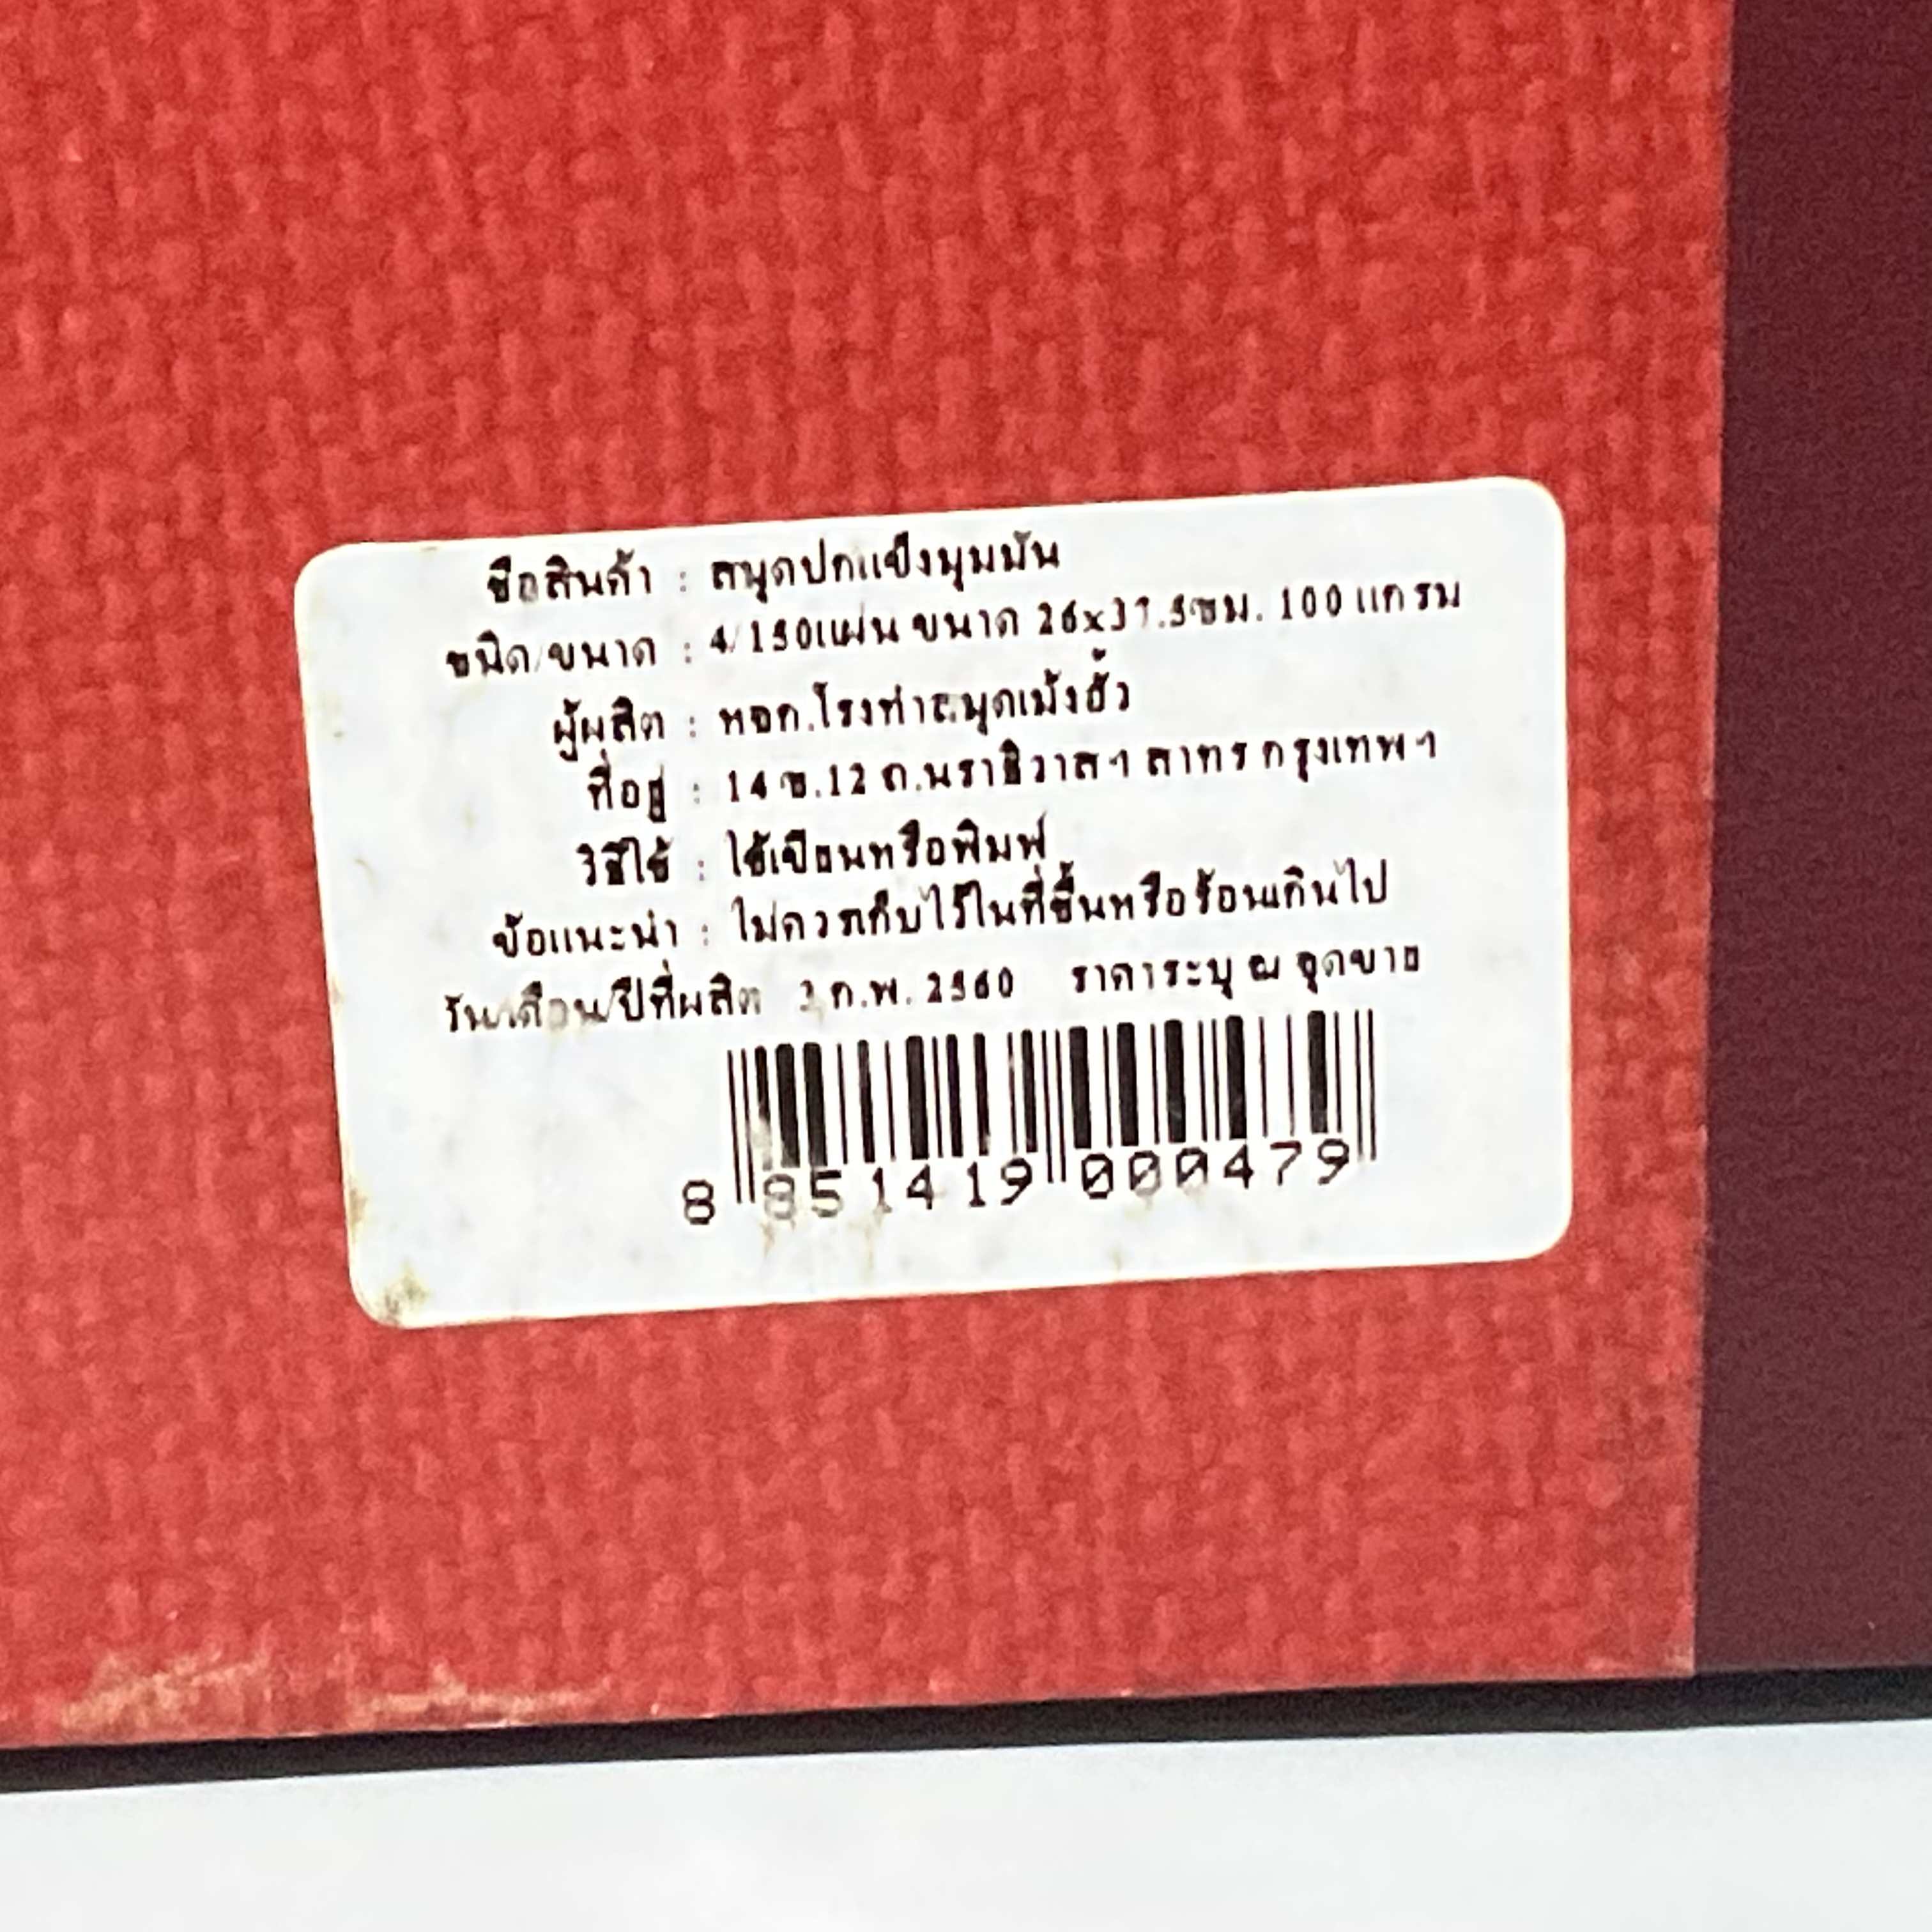 ชื่อสินค้า : สมุดปกแข็งมุมมัน
ชนิด/ขนาด : 4/150แผ่น ขนาด 26x37.5ซม. 100 แกรม
ผู้ผลิต : หจก.โรงทำสมุดเม้งฮั้ว
ที่อยู่ : 14 ซ.12 ถ.นราธิวาสฯ สาทร กรุงเทพฯ
วิธีใช้ : ใช้เขียนหรือพิมพ์
ข้อแนะนำ : ไม่ควรเก็บไว้ในที่ชื้นหรือร้อนเกินไป
วัน/เดือน/ปีที่ผลิต ก.พ. 2560 ราคาระบุ ณ จุดขาย
8 851419 000479